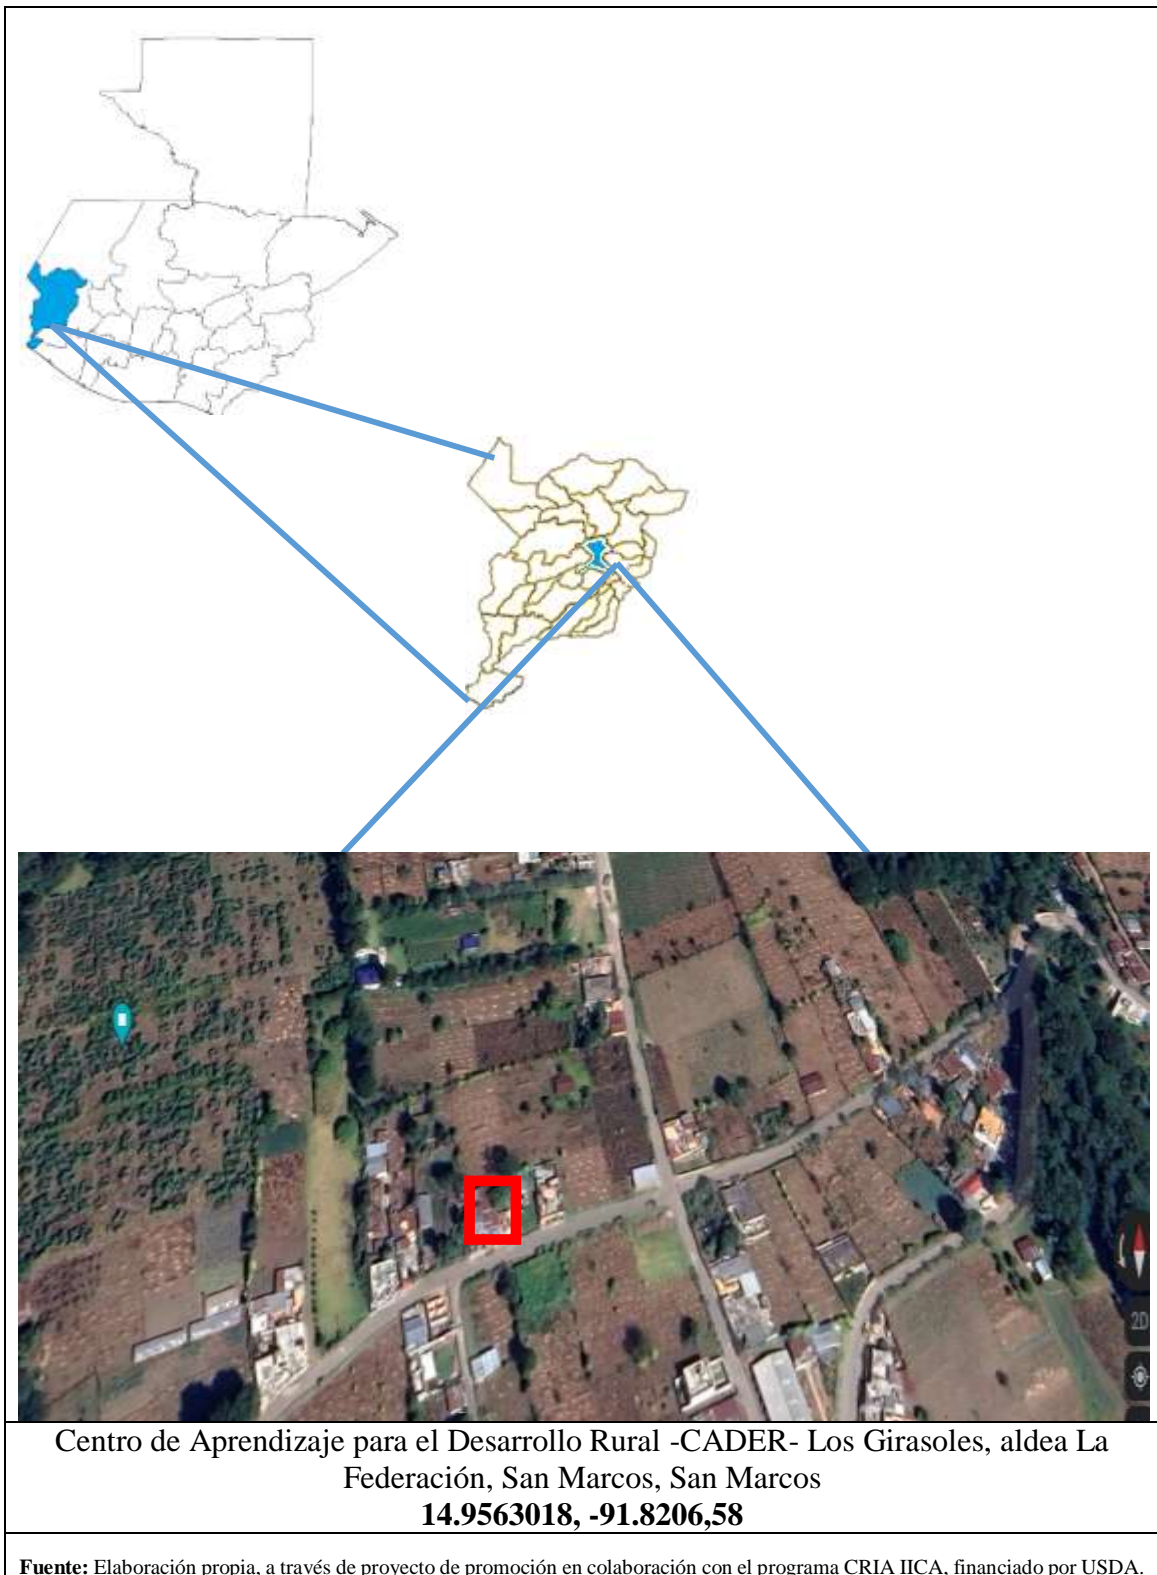 2D
Centro de Aprendizaje para el Desarrollo Rural -CADER- Los Girasoles, aldea La
Federación, San Marcos, San Marcos
14.9563018, -91.8206,58
Fuente: Elaboración propia, a través de proyecto de promoción en colaboración con el programa CRIA IICA, financiado por USDA.